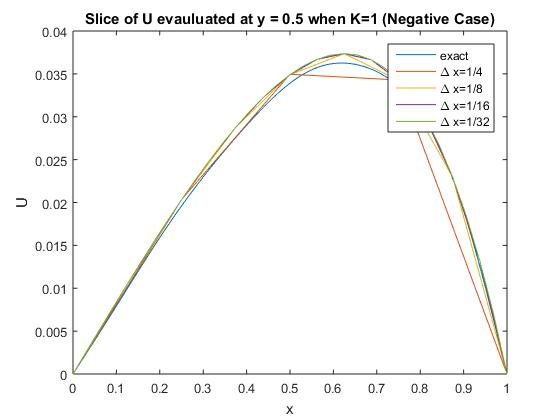 Slice of U evauluated at y = 0.5 when K=1 (Negative Case)
0.04
0.035
0.03
0.025
0.02
0.015
0.01
0.005
0
U
exact
Δ x=1/4
Δ x=1/8
Δ x=1/16
Δ x=1/32
0 0.1 0.2 0.3 0.4 0.5 0.6 0.7 0.8 0.9 1
x